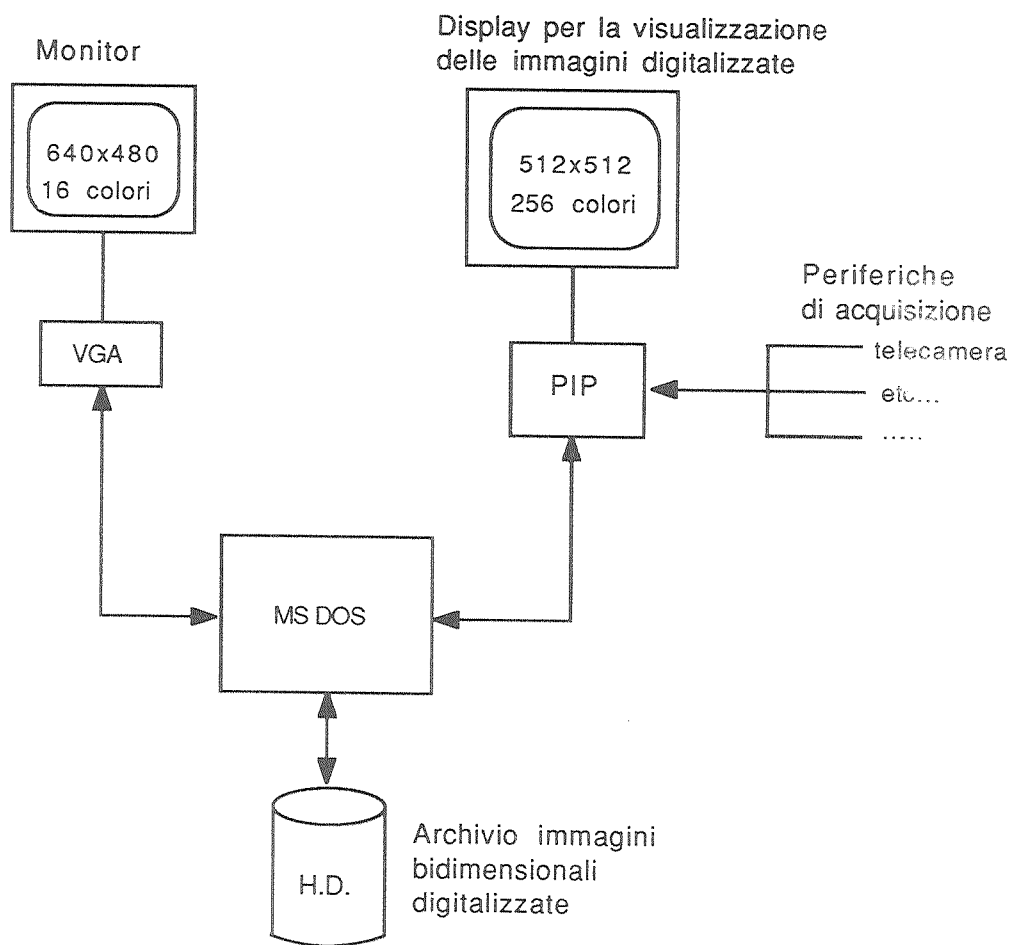 Monitor
640x480
16 colori
VGA
Display per la visualizzazione
delle immagini digitalizzate
512x512
256 colori
PIP
Periferiche
di acquisizione
telecamera
etc...
.....
MS DOS
H.D.
Archivio immagini
bidimensionali
digitalizzate